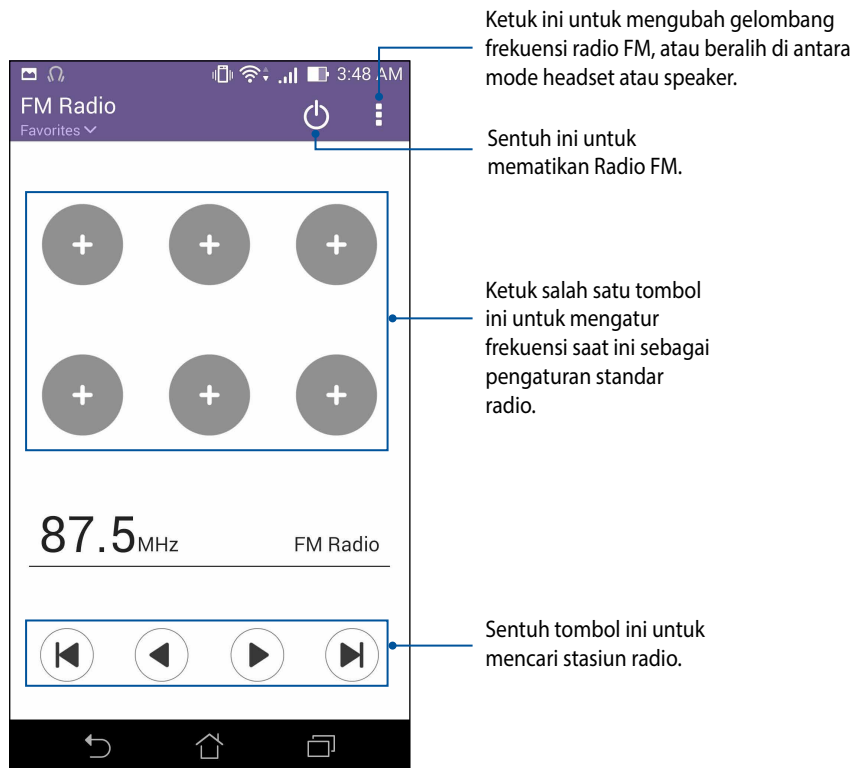 Ketuk ini untuk mengubah gelombang
frekuensi radio FM, atau beralih di antara
mode headset atau speaker.
3:48 AM
FM Radio
Favorites
Sentuh ini untuk
mematikan Radio FM.
Ketuk salah satu tombol
ini untuk mengatur
frekuensi saat ini sebagai
pengaturan standar
radio.
87.5MHz FM Radio
Sentuh tombol ini untuk
mencari stasiun radio.